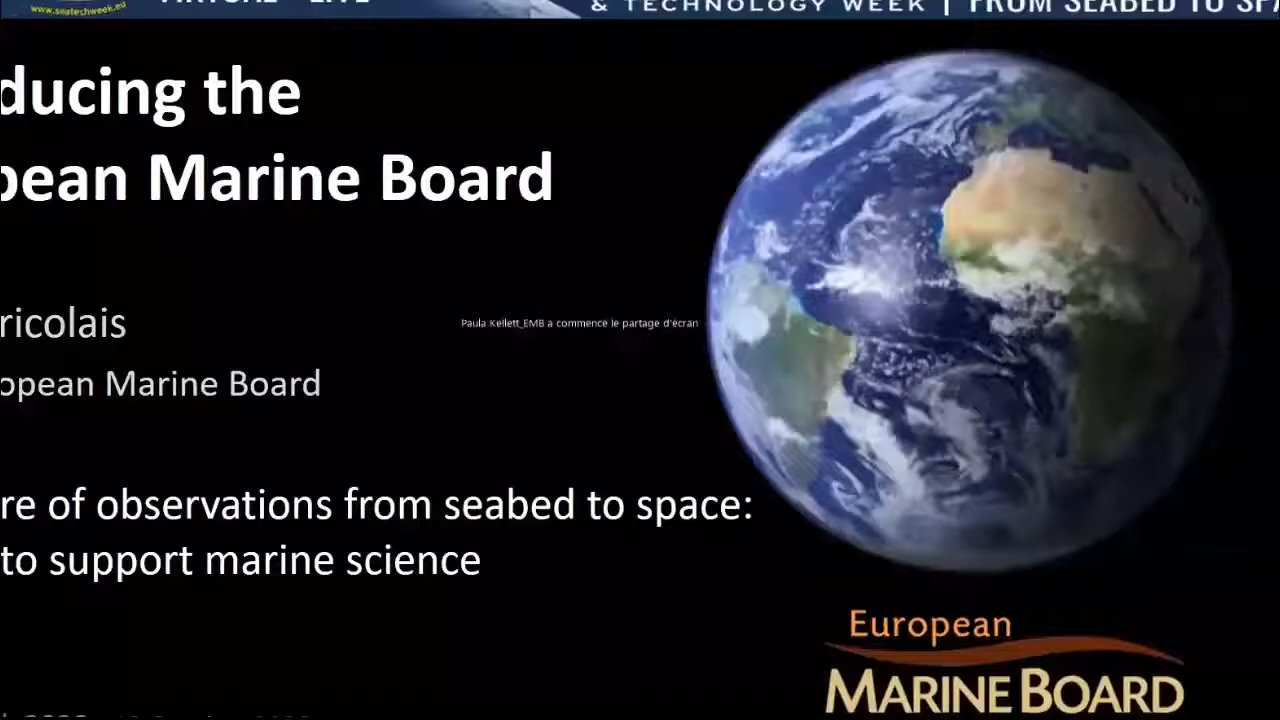 www.seatechweek.eu
VIRTUAL - LIVE
& TECHNOLOGY WEEK | FROM SEABED TO SPA
ducing the
pean Marine Board
ricolais
Paula Kellett_EMB a commencé le partage d'écran
opean Marine Board
re of observations from seabed to space:
to support marine science
European
MARINE BOARD